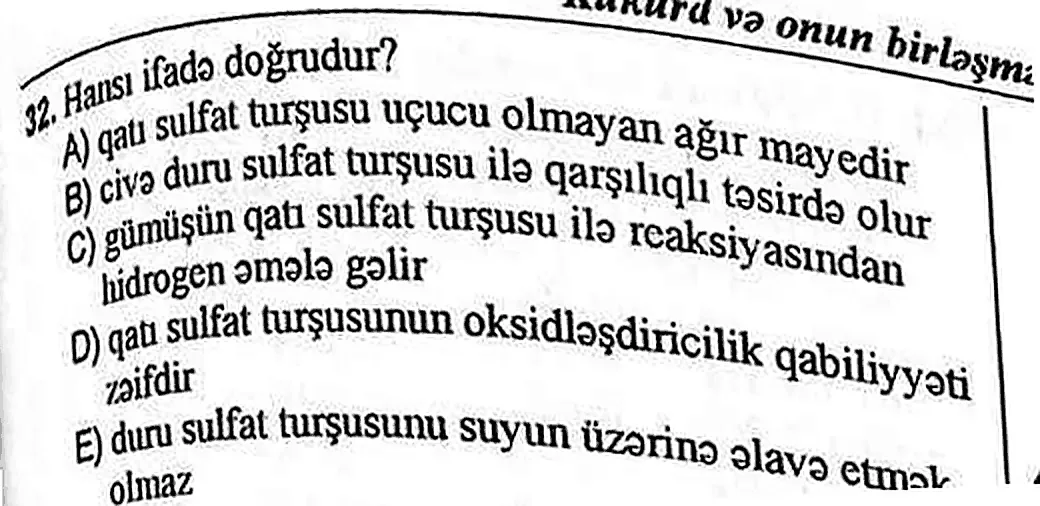 və onun birləşmə
32. Hansı ifadə doğrudur?
A) qatı sulfat turşusu uçucu olmayan ağır mayedir
B) civə duru sulfat turşusu ilə qarşılıqlı təsirdə olur
C) gümüşün qatı sulfat turşusu ilə reaksiyasından
hidrogen əmələ gəlir
D) qatı sulfat turşusunun oksidləşdiricilik qabiliyyəti
zəifdir
E) duru sulfat turşusunu suyun üzərinə əlavə etmək
olmaz